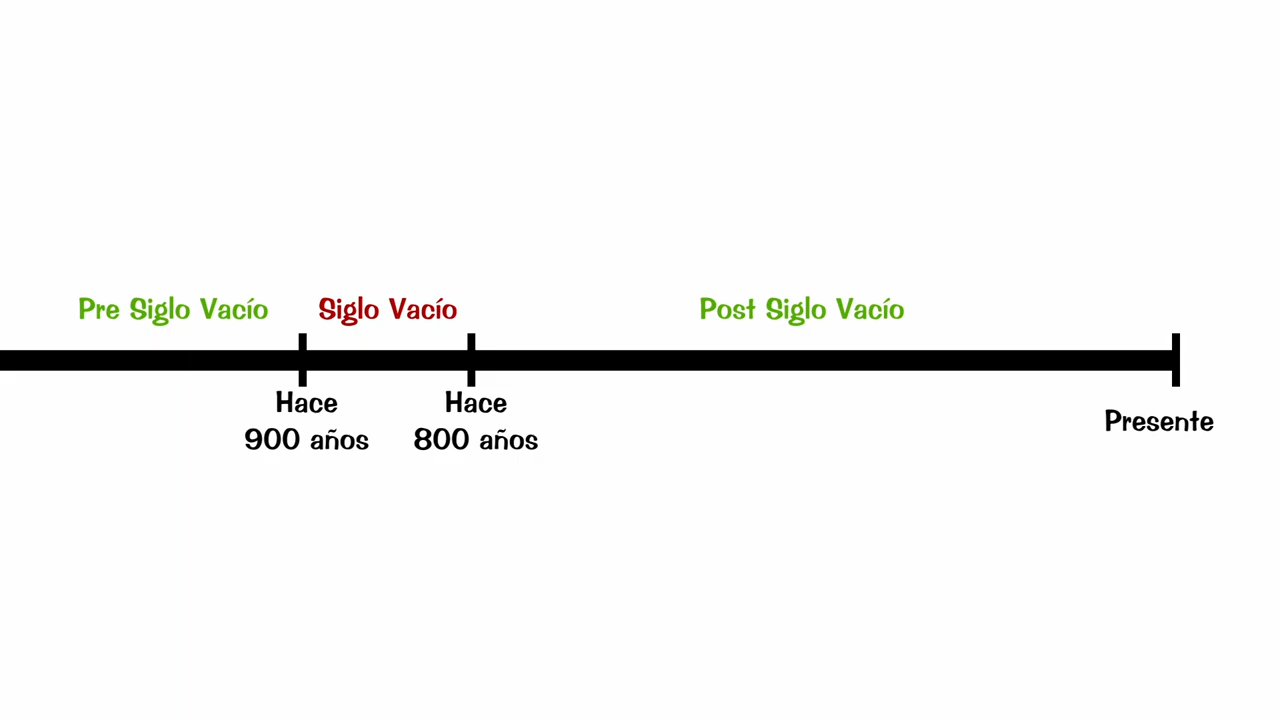 Pre Siglo Vacío
Siglo Vacío
Post Siglo Vacío
Hace
900 años
Hace
800 años
Presente